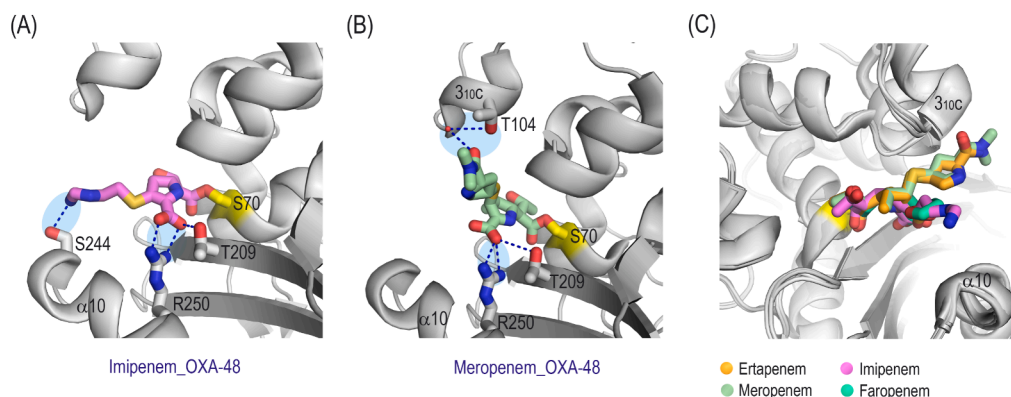 (A)
(B)
(C)
3₁₀C
T104
3₁₀C
S70
S70
S244
T209
T209
α10
R250
α10
R250
α10
Imipenem_OXA-48
Meropenem_OXA-48
Ertapenem
Imipenem
Meropenem
Faropenem